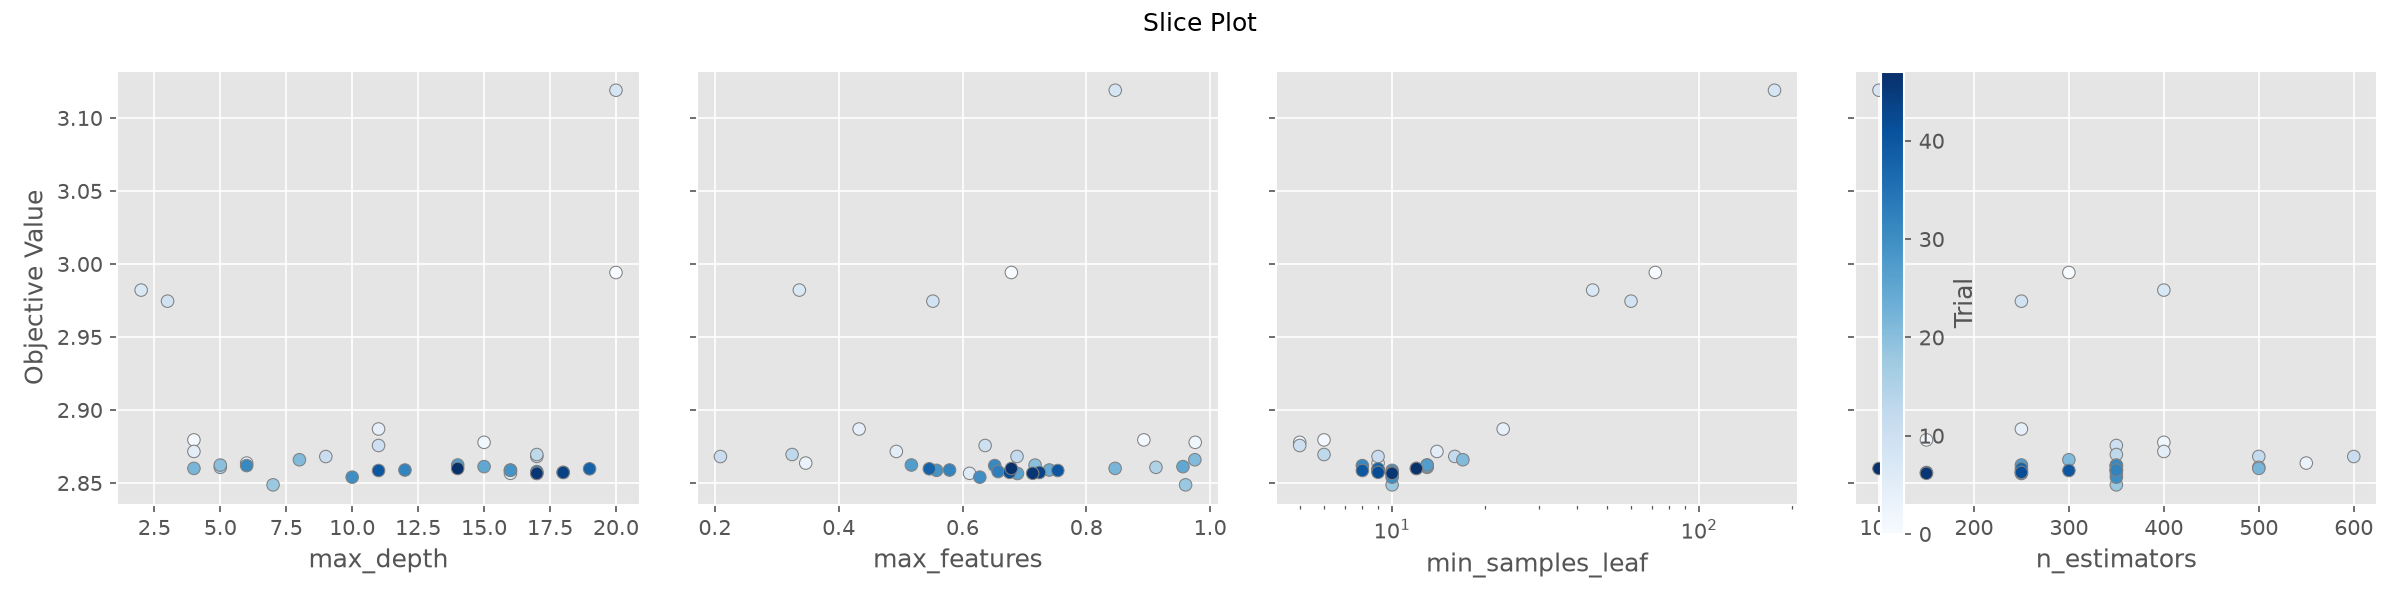 Slice Plot
Objective Value
3.10
3.05
3.00
2.95
2.90
2.85
2.5 5.0 7.5 10.0 12.5 15.0 17.5 20.0
max_depth
0.2 0.4 0.6 0.8 1.0
max_features
10¹ 10²
min_samples_leaf
40
30
20
10
0
Trial
10 200 300 400 500 600
n_estimators